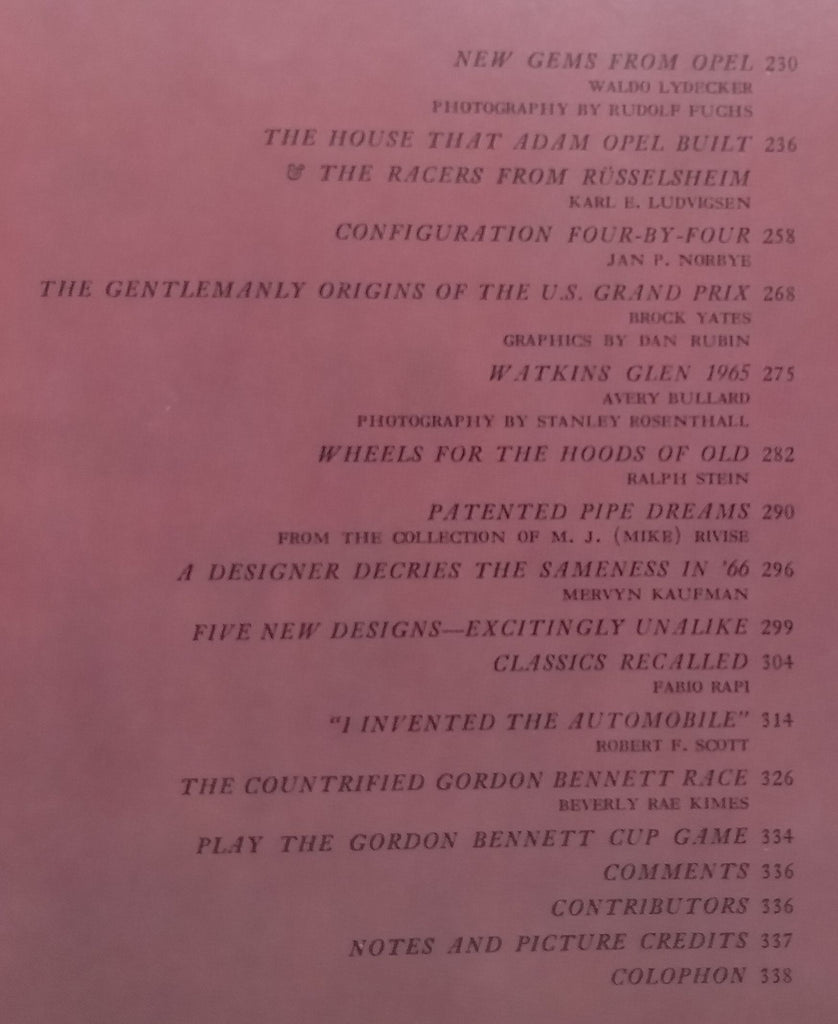 NEW GEMS FROM OPEL 230
WALDO LYDECKER
PHOTOGRAPHY BY RUDOLF FUCHS
THE HOUSE THAT ADAM OPEL BUILT 236
& THE RACERS FROM RÜSSELSHEIM
KARL E. LUDVIGSEN
CONFIGURATION FOUR-BY-FOUR 258
JAN P. NORBYE
THE GENTLEMANLY ORIGINS OF THE U.S. GRAND PRIX 268
BROCK YATES
GRAPHICS BY DAN RUBIN
WATKINS GLEN 1965 275
AVERY BULLARD
PHOTOGRAPHY BY STANLEY ROSENTHALL
WHEELS FOR THE HOODS OF OLD 282
RALPH STEIN
PATENTED PIPE DREAMS 290
FROM THE COLLECTION OF M. J. (MIKE) RIVISE
A DESIGNER DECRIES THE SAMENESS IN '66 296
MERVYN KAUFMAN
FIVE NEW DESIGNS—EXCITINGLY UNALIKE 299
CLASSICS RECALLED 304
FABIO RAPI
"I INVENTED THE AUTOMOBILE" 314
ROBERT F. SCOTT
THE COUNTRIFIED GORDON BENNETT RACE 326
BEVERLY RAE KIMES
PLAY THE GORDON BENNETT CUP GAME 334
COMMENTS 336
CONTRIBUTORS 336
NOTES AND PICTURE CREDITS 337
COLOPHON 338